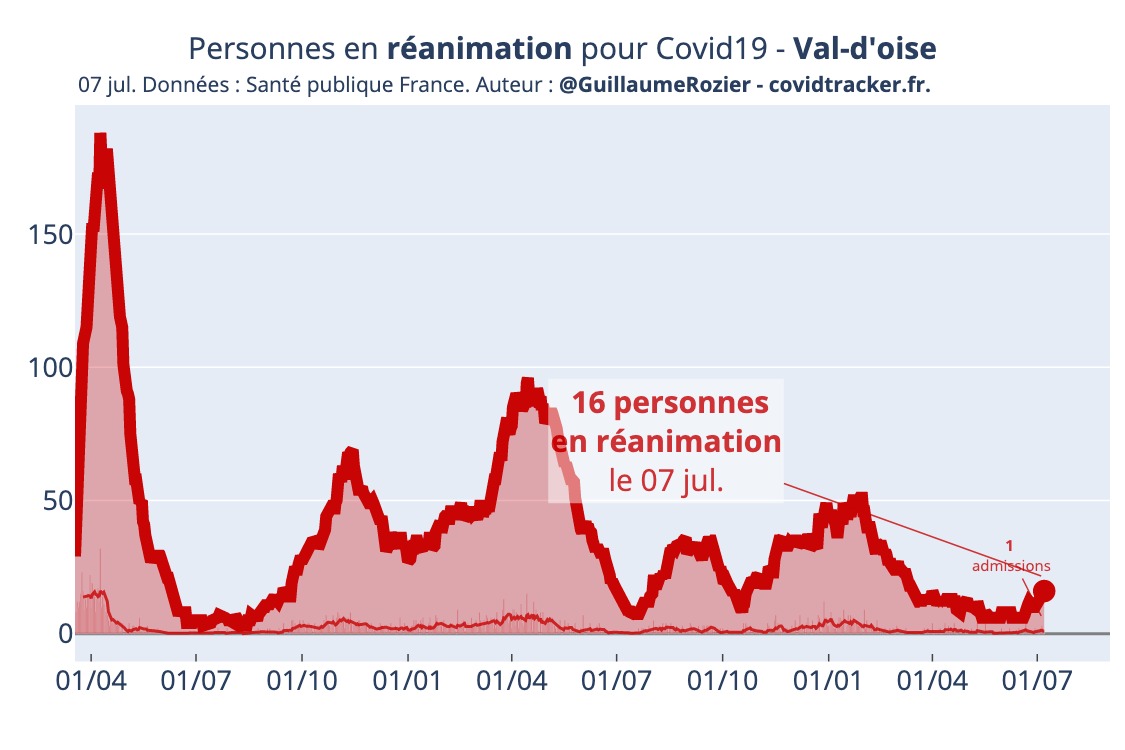 Personnes en réanimation pour Covid19 - Val-d'oise
07 jul. Données : Santé publique France. Auteur : @GuillaumeRozier - covidtracker.fr.
150
100
16 personnes
en réanimation
le 07 jul.
50
1
admissions
0
01/04 01/07 01/10 01/01 01/04 01/07 01/10 01/01 01/04 01/07